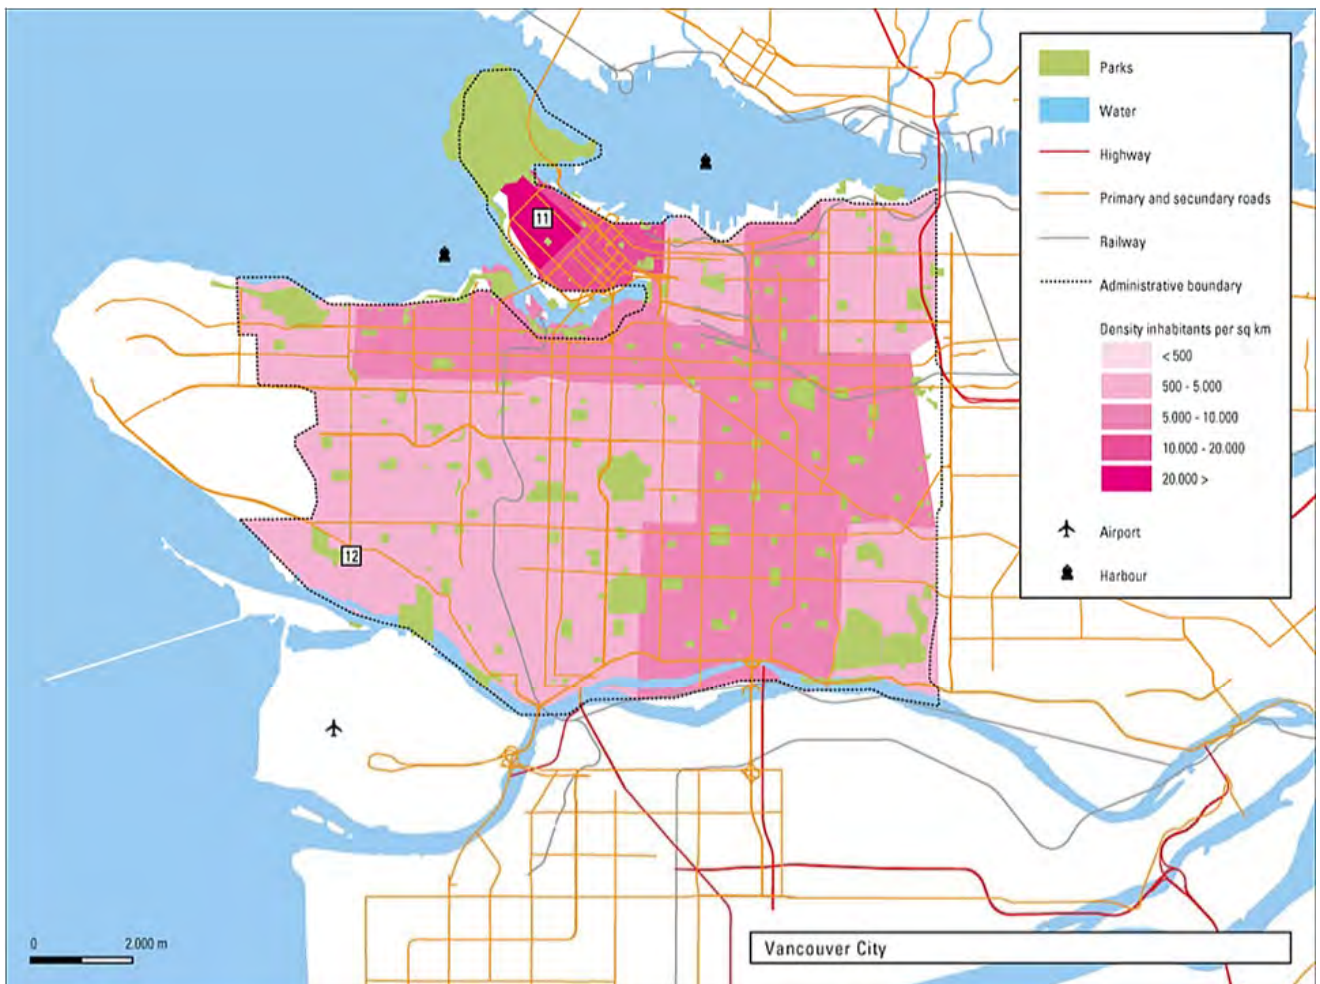 Parks
Water
Highway
Primary and secundary roads
Railway
Administrative boundary
Density inhabitants per sq km
< 500
500 - 5.000
5.000 - 10.000
10.000 - 20.000
20.000 >
Airport
Harbour
11
12
0 2.000 m
Vancouver City